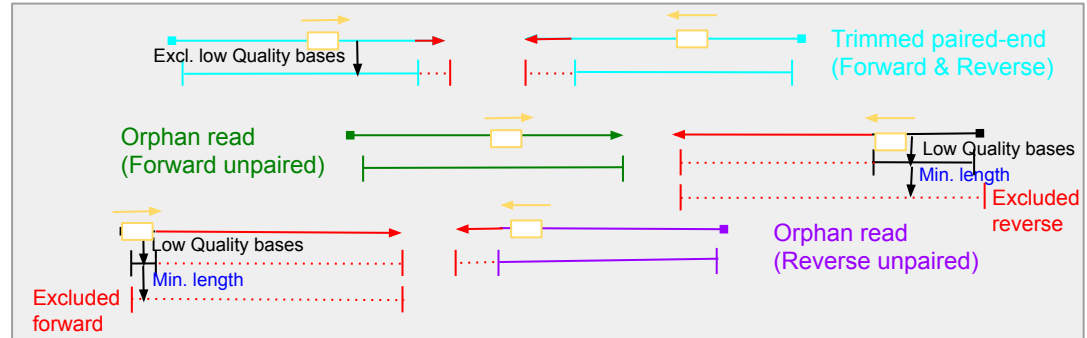 Excl. low Quality bases
Trimmed paired-end
(Forward & Reverse)
Orphan read
(Forward unpaired)
Low Quality bases
Min. length
Excluded
reverse
Low Quality bases
Min. length
Excluded
forward
Orphan read
(Reverse unpaired)